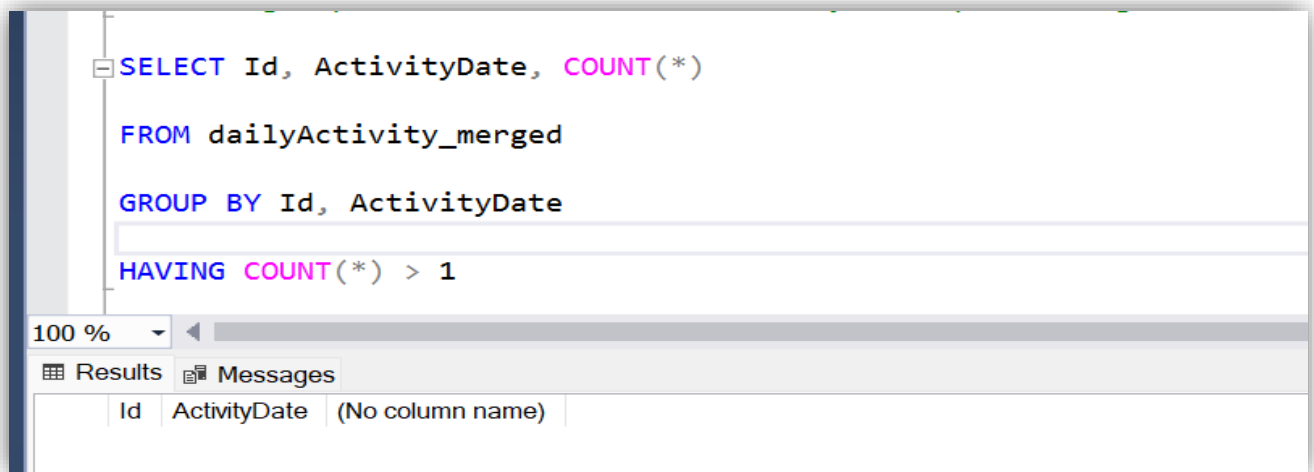 SELECT Id, ActivityDate, COUNT(*)
FROM dailyActivity_merged
GROUP BY Id, ActivityDate
HAVING COUNT(*) > 1
100 %
Results Messages
Id ActivityDate (No column name)